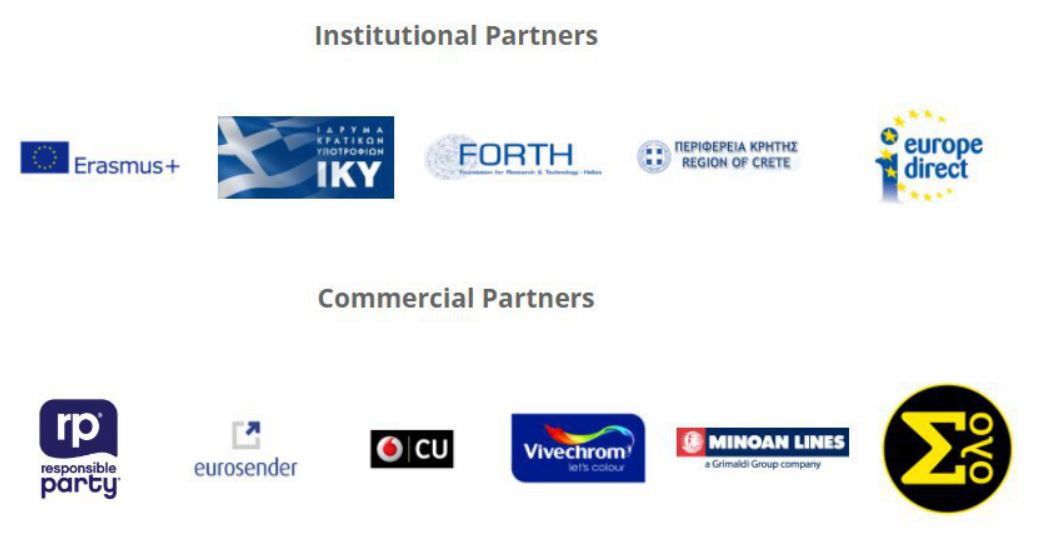 Institutional Partners
Erasmus+
ΙΔΡΥΜΑ
ΚΡΑΤΙΚΩΝ
ΥΠΟΤΡΟΦΙΩΝ
ΙΚΥ
FORTH
Foundation for Research & Technology - Hellas
ΠΕΡΙΦΕΡΕΙΑ ΚΡΗΤΗΣ
REGION OF CRETE
europe
direct
Commercial Partners
rp
responsible
party
eurosender
CU
Vivechrom
let's colour
MINOAN LINES
a Grimaldi Group company
Σολο